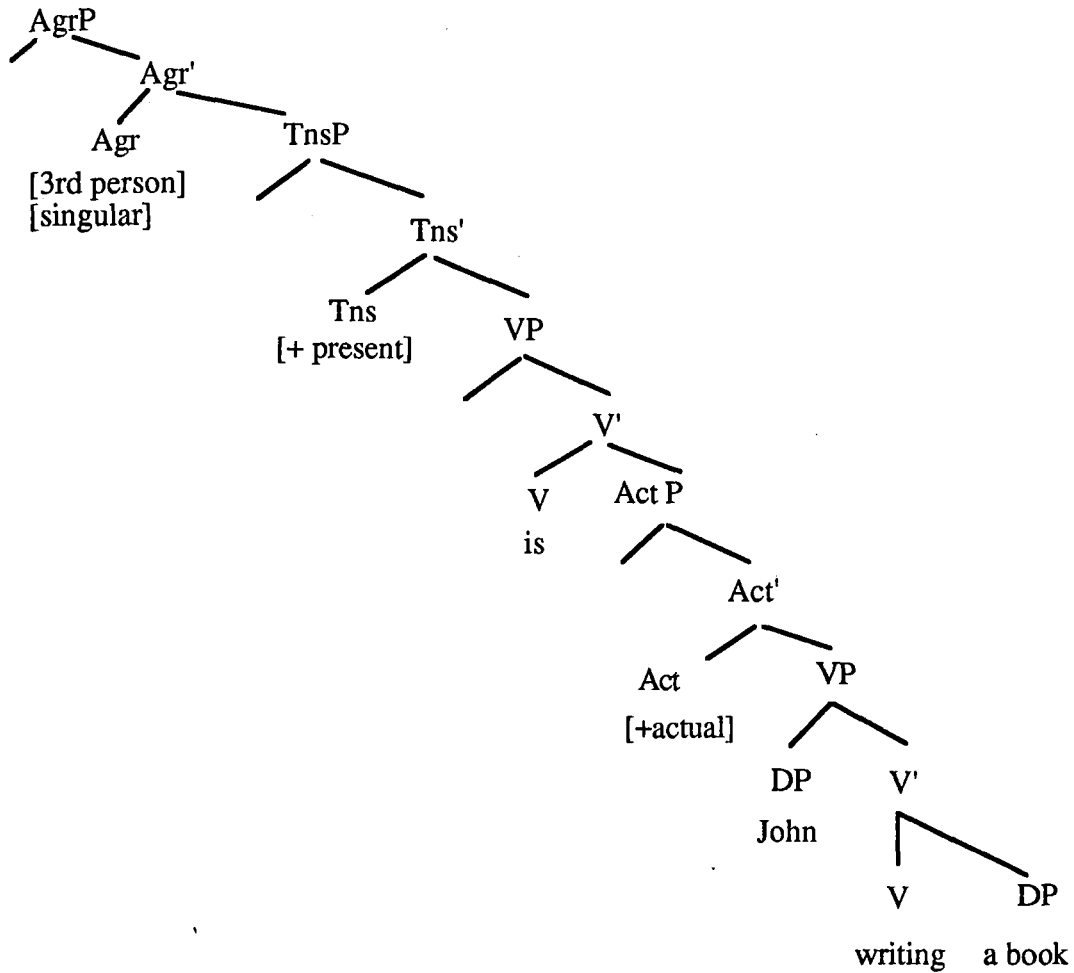 AgrP
Agr'
Agr
TnsP
[3rd person]
[singular]
Tns'
Tns
[+ present]
VP
V'
V
Act P
is
Act'
Act
VP
[+actual]
DP
V'
John
V
DP
writing
a book